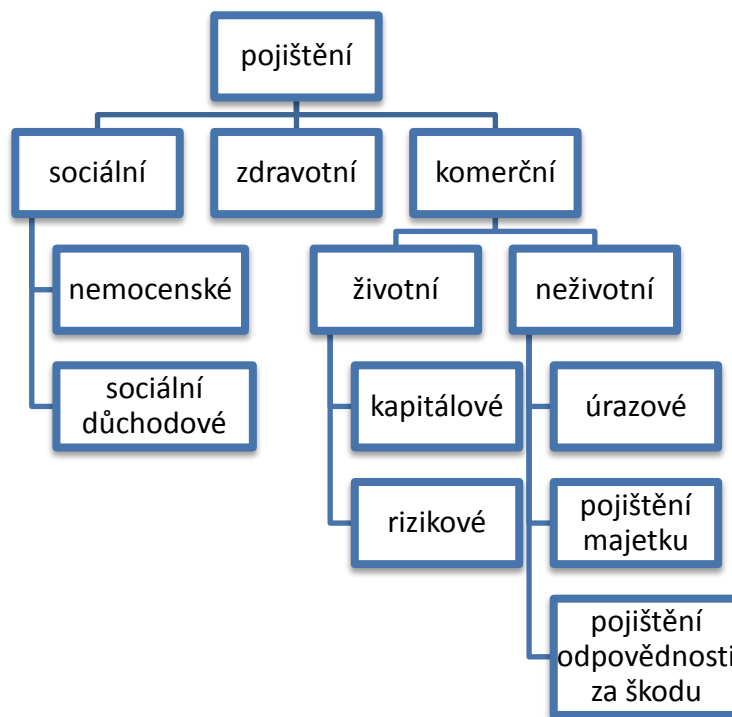 pojištění
sociální
zdravotní
komerční
nemocenské
sociální
důchodové
životní
neživotní
kapitálové
rizikové
úrazové
pojištění
majetku
pojištění
odpovědnosti
za škodu